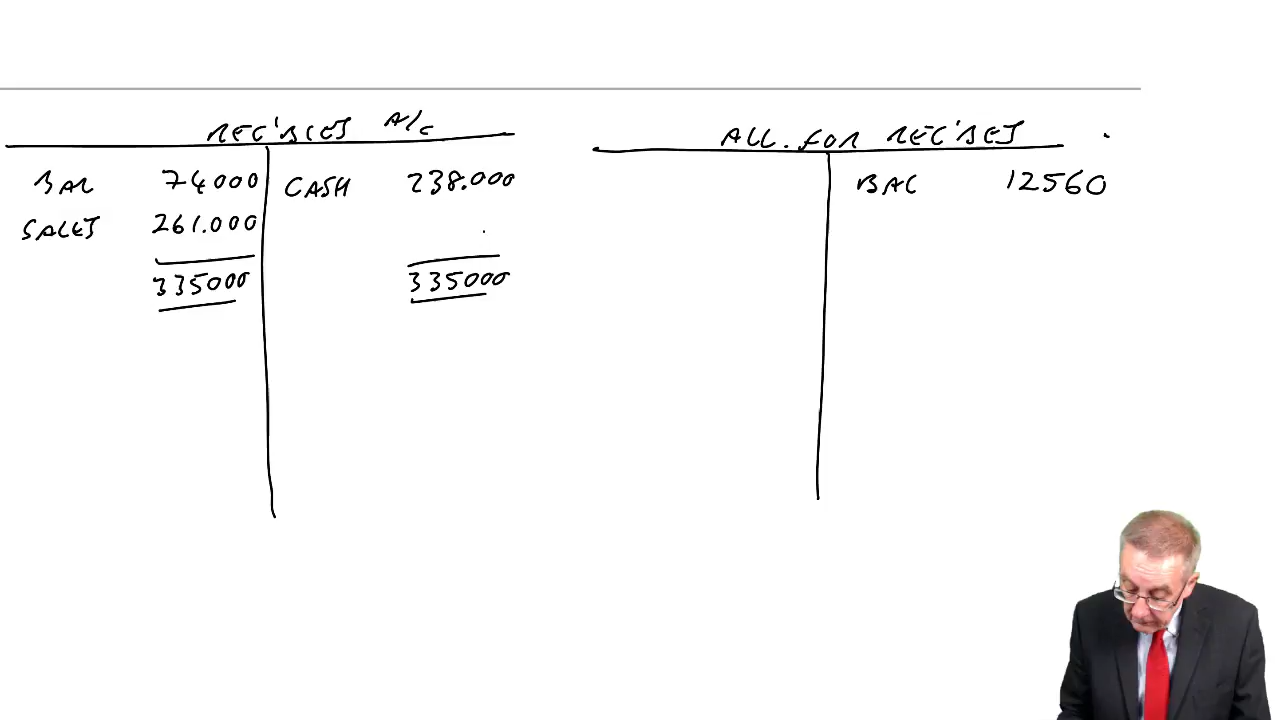 REC'BLES A/C
BAL 74000 CASH 238.000
SALES 261.000
335000 335000
ALL. FOR REC'BLES
BAL 12560